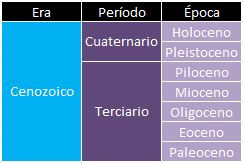 Era Período Época
Holoceno
Cuaternario
Pleistoceno
Piloceno
Mioceno
Cenozoico
Terciario
Oligoceno
Eoceno
Paleoceno